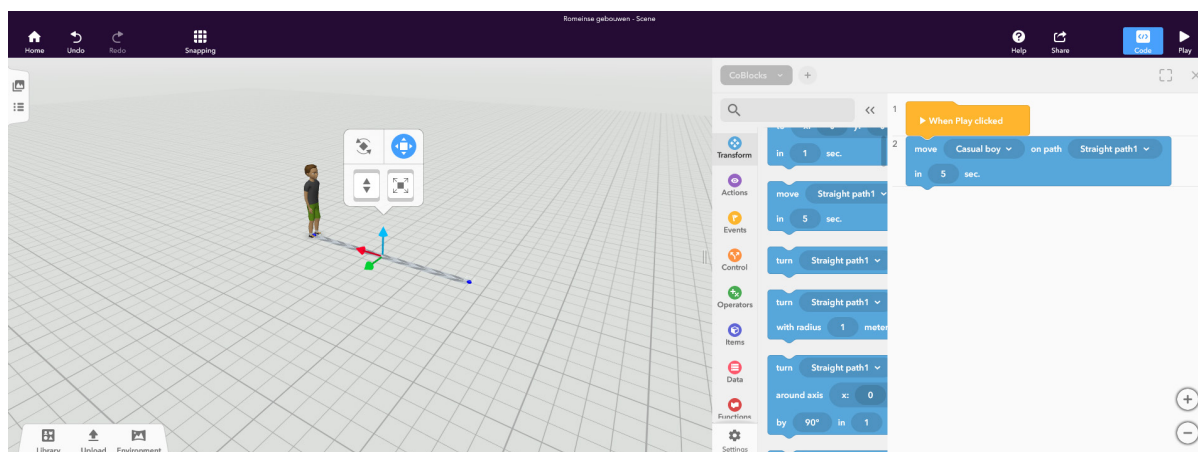 Romeinse gebouwen - Scene
Home Undo Redo Snapping Help Share Code Play
CoBlocks
1 When Play clicked
2 move Casual boy on path Straight path1
in 5 sec.
Transform
Actions
Events
Control
Operators
Items
Data
Functions
Settings
in 1 sec.
move Straight path1
in 5 sec.
turn Straight path1
turn Straight path1
with radius 1 meter
turn Straight path1
around axis x: 0
by 90° in 1
Library Upload Environment